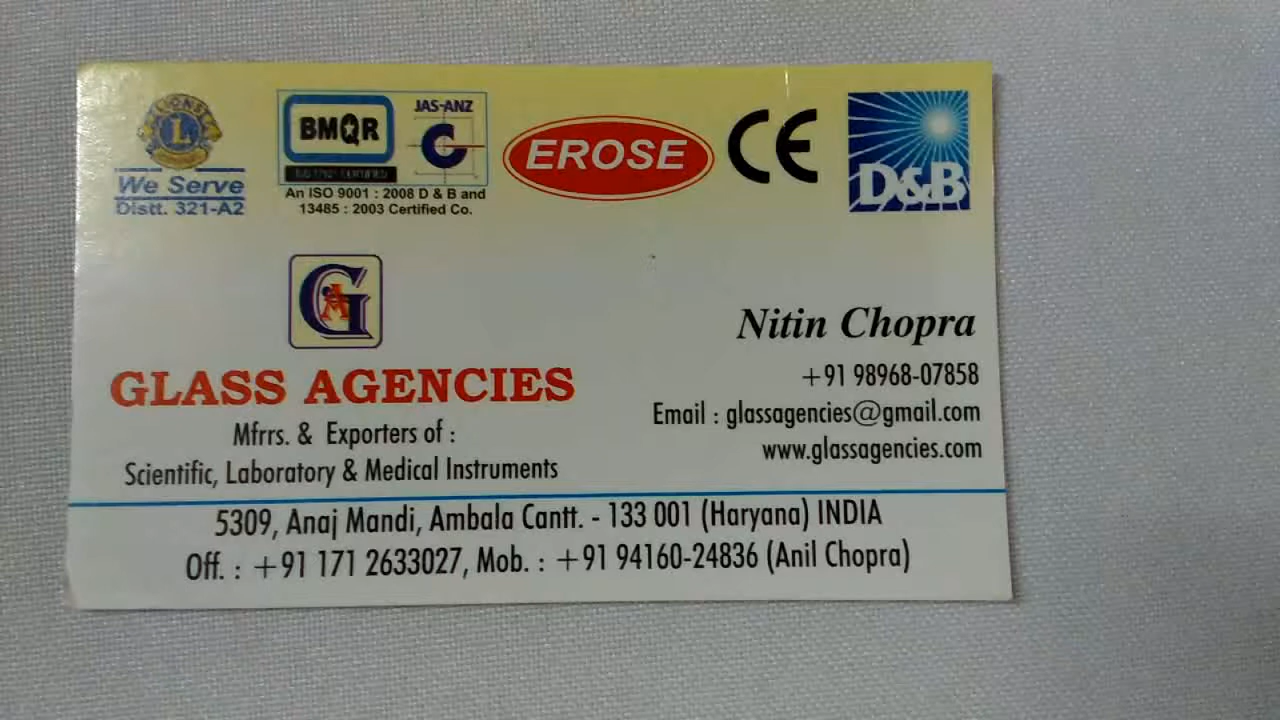 LIONS
L
We Serve
Distt. 321-A2
BMQR
JAS-ANZ
An ISO 9001 : 2008 D & B and
13485 : 2003 Certified Co.
EROSE
CE
D&B
GA
GLASS AGENCIES
Mfrrs. & Exporters of :
Scientific, Laboratory & Medical Instruments
Nitin Chopra
+91 98968-07858
Email : glassagencies@gmail.com
www.glassagencies.com
5309, Anaj Mandi, Ambala Cantt. - 133 001 (Haryana) INDIA
Off. : +91 171 2633027, Mob. : +91 94160-24836 (Anil Chopra)